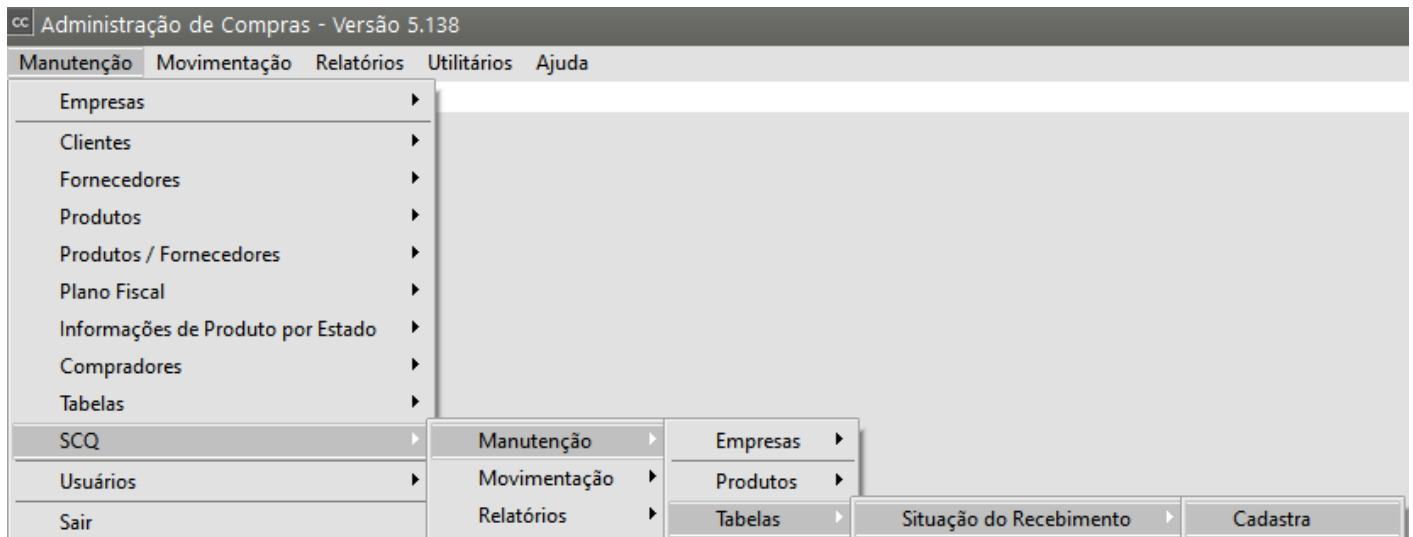 cc Administração de Compras - Versão 5.138
Manutenção Movimentação Relatórios Utilitários Ajuda
Empresas
Clientes
Fornecedores
Produtos
Produtos / Fornecedores
Plano Fiscal
Informações de Produto por Estado
Compradores
Tabelas
SCQ Manutenção Empresas
Usuários Movimentação Produtos
Sair Relatórios Tabelas Situação do Recebimento Cadastra